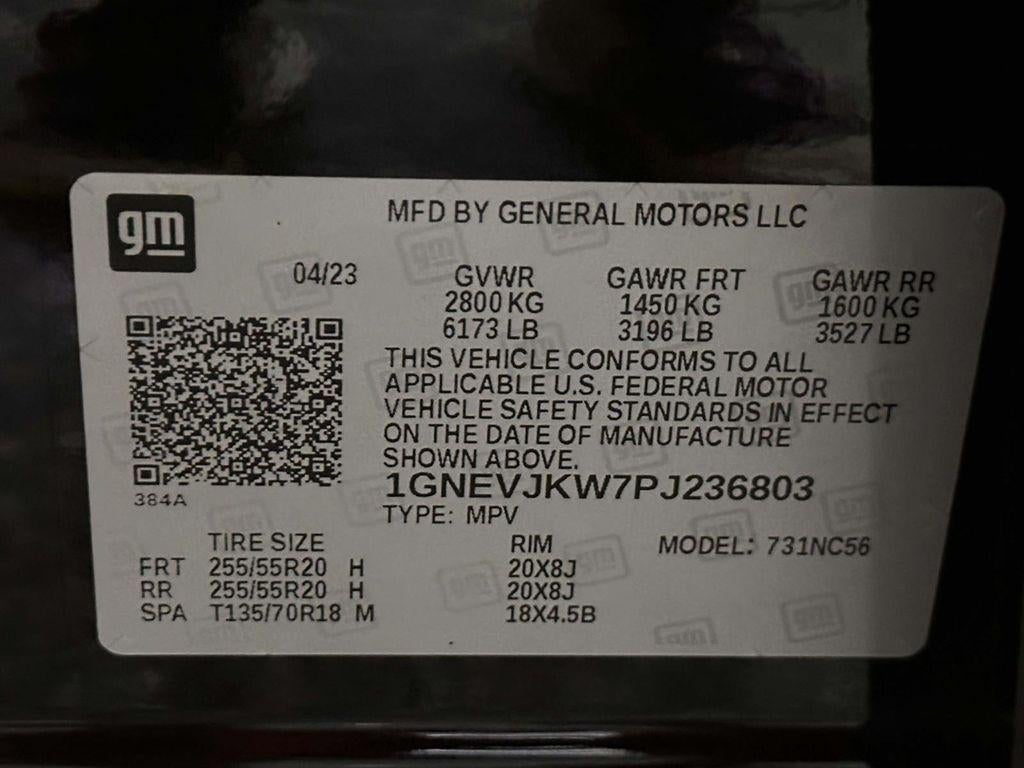 gm
MFD BY GENERAL MOTORS LLC
04/23 GVWR GAWR FRT GAWR RR
2800 KG 1450 KG 1600 KG
6173 LB 3196 LB 3527 LB
THIS VEHICLE CONFORMS TO ALL
APPLICABLE U.S. FEDERAL MOTOR
VEHICLE SAFETY STANDARDS IN EFFECT
ON THE DATE OF MANUFACTURE
SHOWN ABOVE.
384A
1GNEVJKW7PJ236803
TYPE: MPV
TIRE SIZE RIM MODEL: 731NC56
FRT 255/55R20 H 20X8J
RR 255/55R20 H 20X8J
SPA T135/70R18 M 18X4.5B